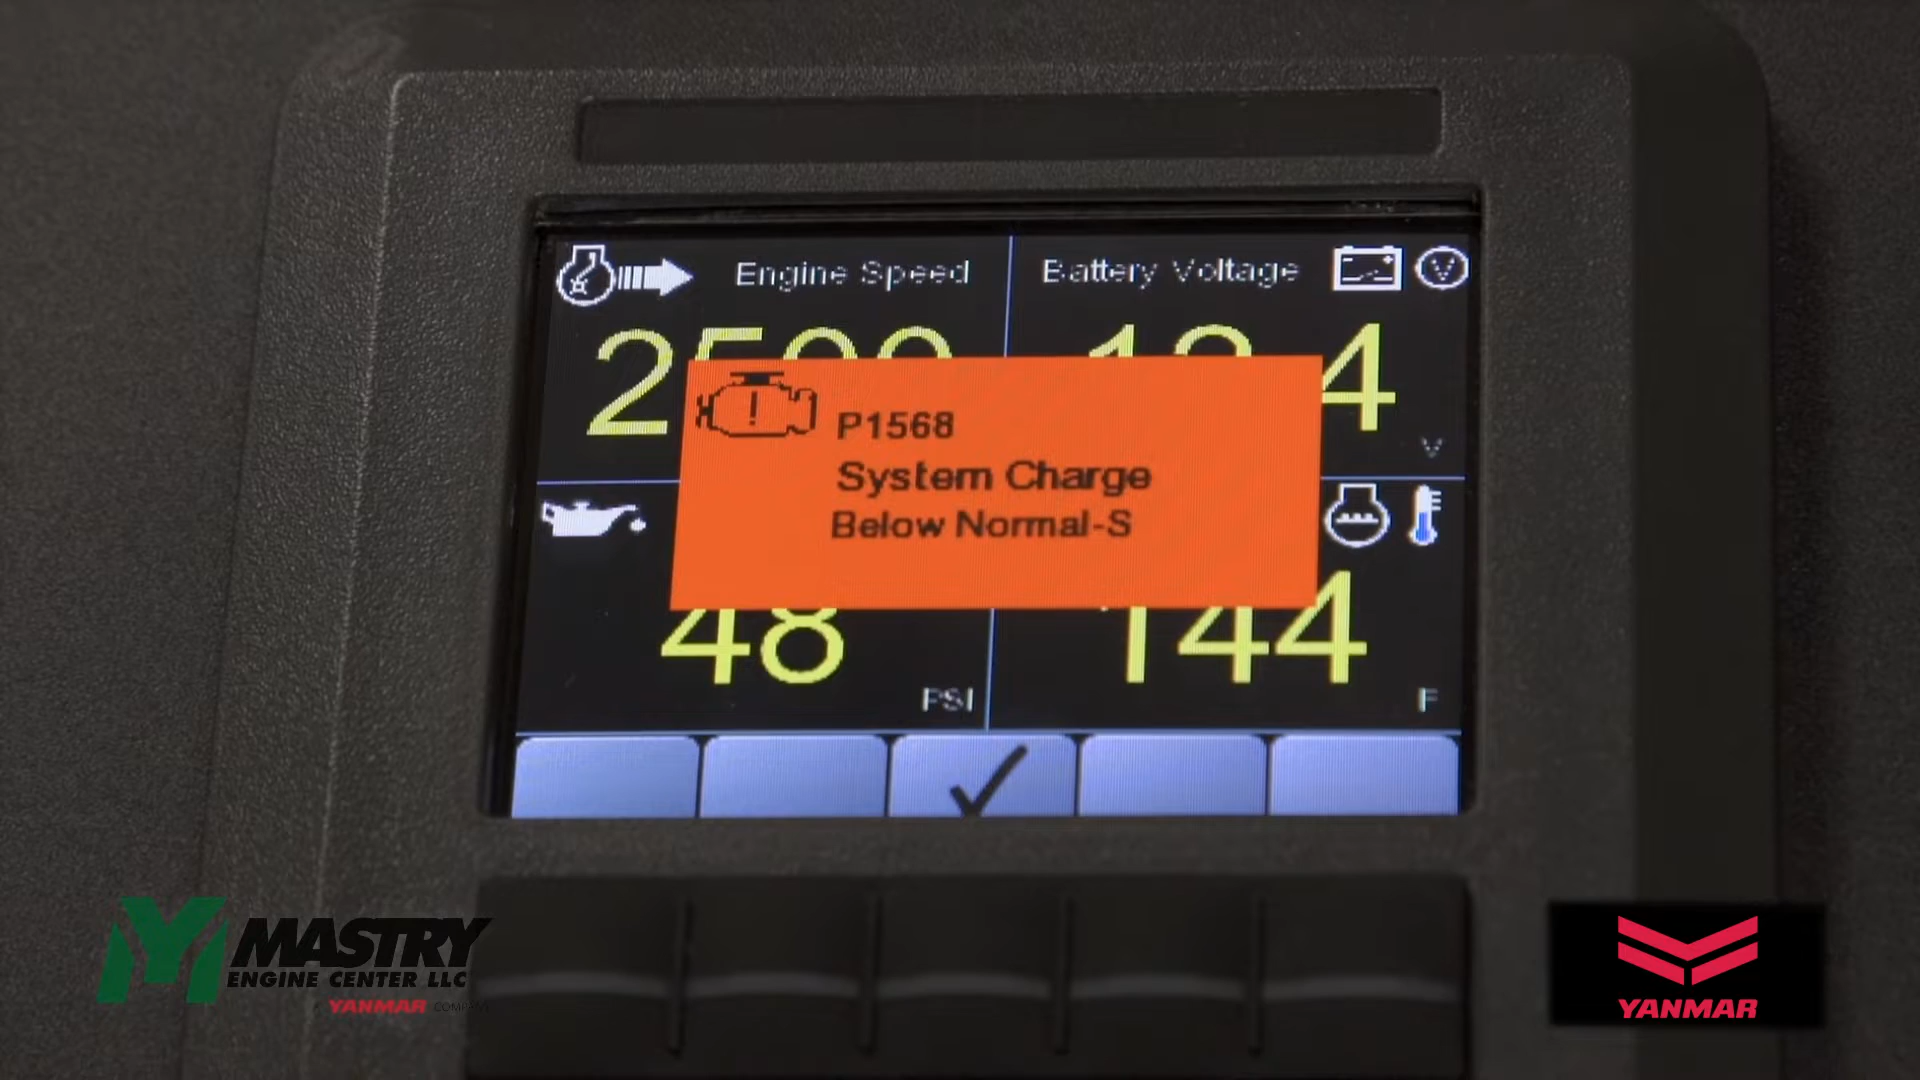 Engine Speed
Battery Voltage
V
4
V
P1568
System Charge
Below Normal-S
48
144
PSI
F
MASTRY
ENGINE CENTER LLC
A YANMAR COMPANY
YANMAR